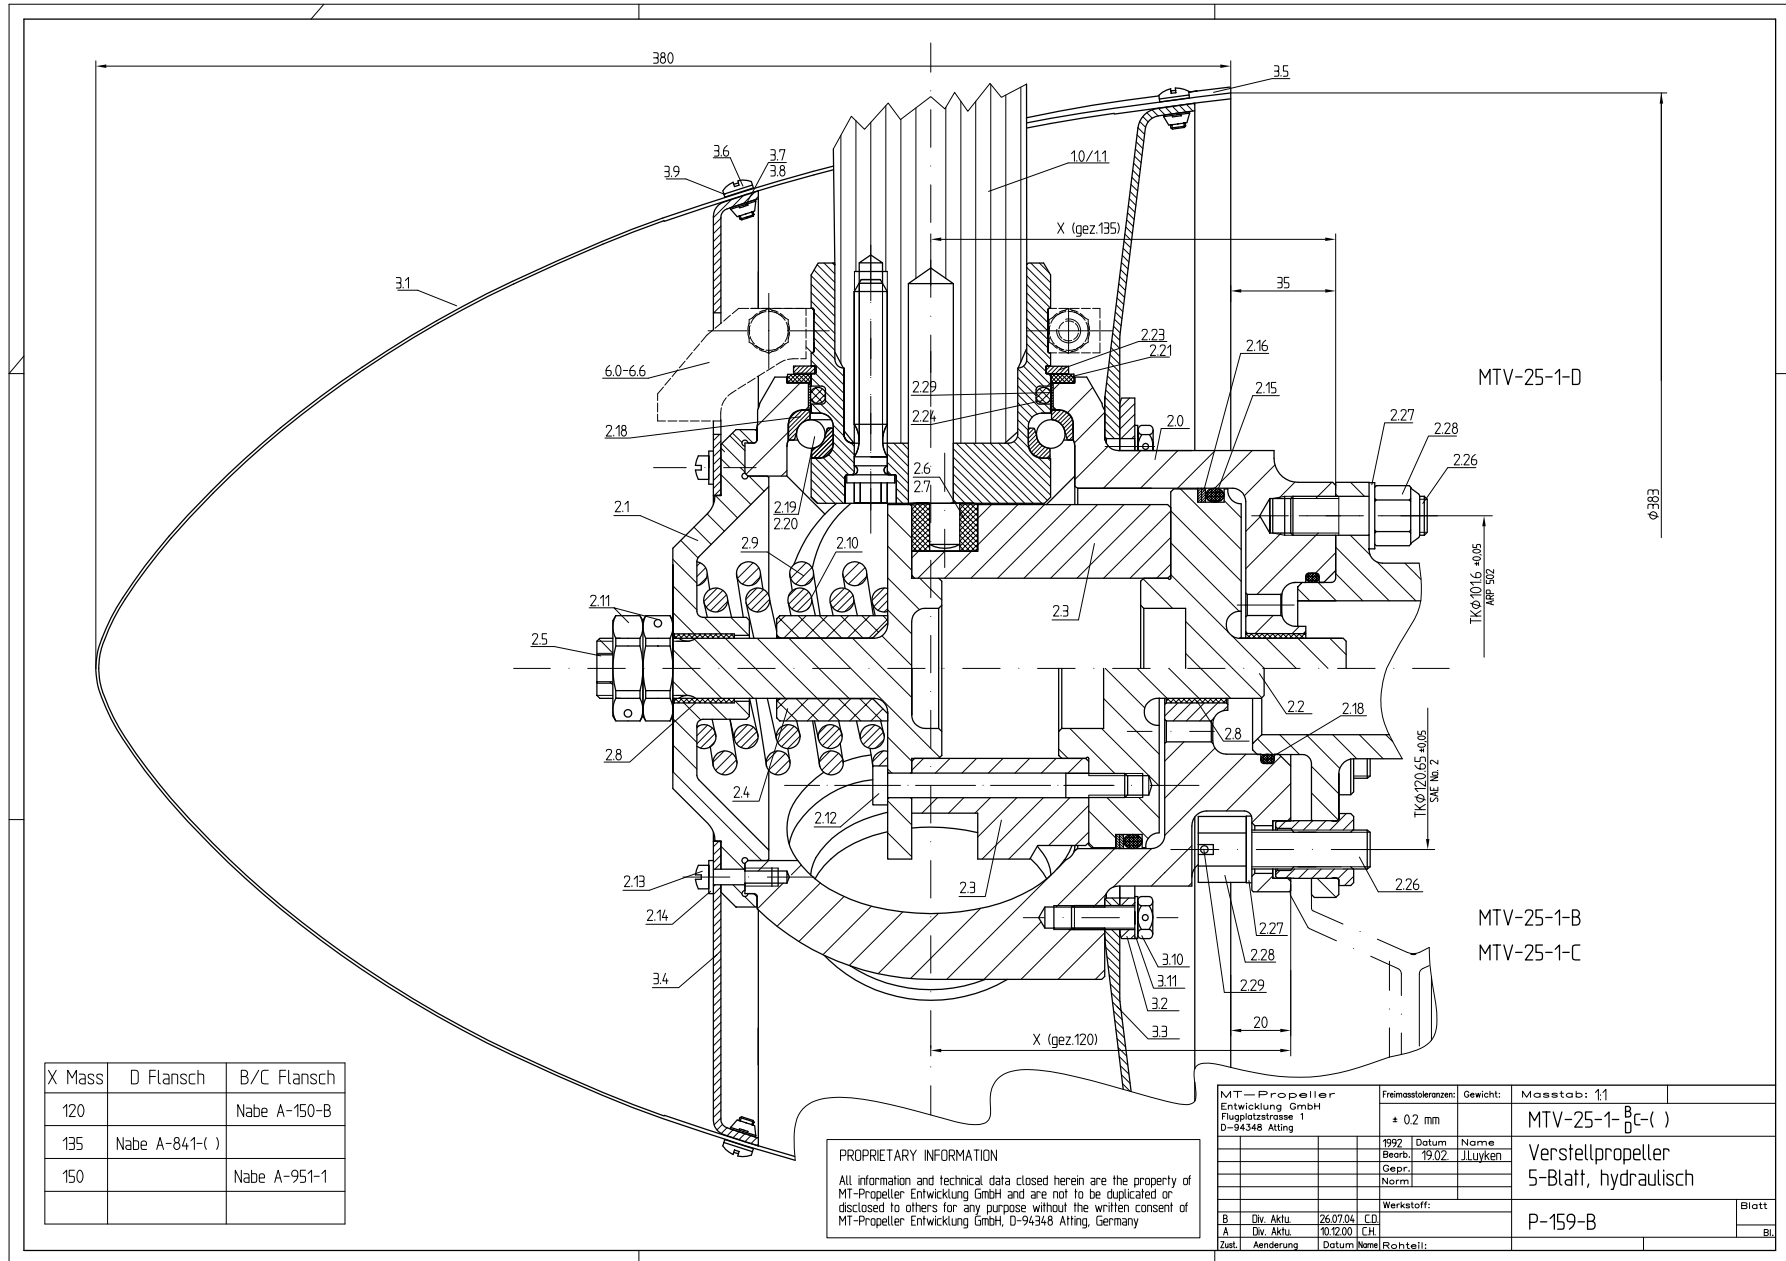 380
3.5
3.6
3.7
3.8
3.9
1.0/1.1
X (gez.135)
3.1
35
2.23
2.21
2.16
6.0-6.6
2.29
2.15
MTV-25-1-D
2.24
2.27
2.18
2.0
2.28
2.6
2.26
2.7
2.19
2.20
2.1
ϕ383
2.9
2.10
TKϕ101.6 ±0.05
ARP 502
2.11
2.3
2.5
2.2
2.18
2.8
2.8
TKϕ120.65 ±0.05
SAE No. 2
2.4
2.12
2.13
2.3
2.26
2.14
MTV-25-1-B
2.27
2.28
MTV-25-1-C
3.10
3.4
3.11
2.29
3.2
20
3.3
X (gez.120)
X Mass D Flansch B/C Flansch
120 Nabe A-150-B
135 Nabe A-841-( )
150 Nabe A-951-1
PROPRIETARY INFORMATION
All information and technical data closed herein are the property of
MT-Propeller Entwicklung GmbH and are not to be duplicated or
disclosed to others for any purpose without the written consent of
MT-Propeller Entwicklung GmbH, D-94348 Atting, Germany
MT-Propeller
Entwicklung GmbH
Flugplatzstrasse 1
D-94348 Atting
Freimasstoleranzen: Gewicht: Masstab: 1:1
± 0.2 mm
MTV-25-1-B/D C-( )
1992 Datum Name
Bearb. 19.02. J.Luyken
Gepr.
Norm
Verstellpropeller
5-Blatt, hydraulisch
Werkstoff:
P-159-B
Blatt
Bl.
B Div. Aktu. 26.07.04 C.D.
A Div. Aktu. 10.12.00 C.H.
Zust. Aenderung Datum Name Rohteil: